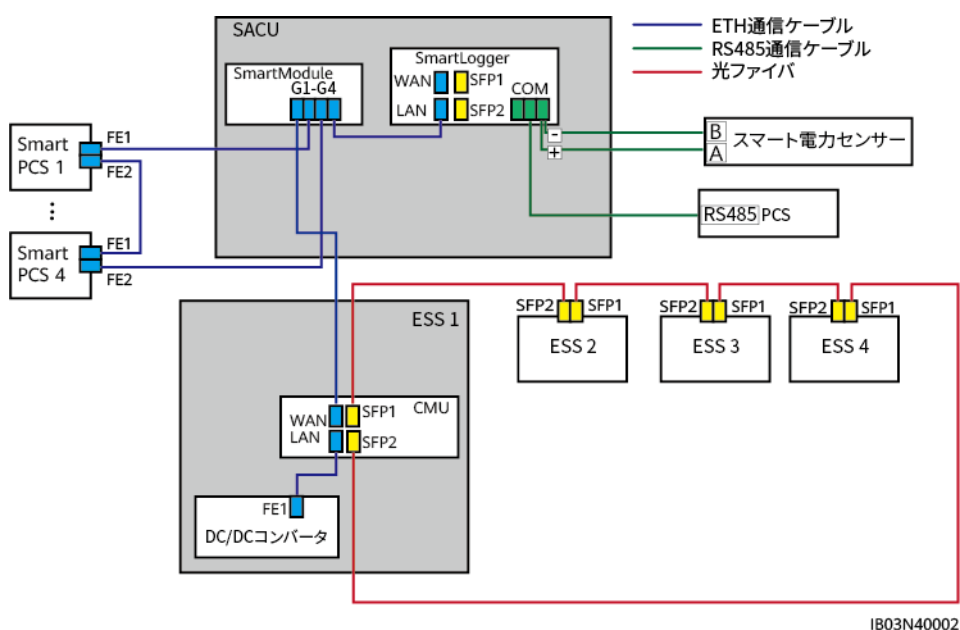 SACU
ETH通信ケーブル
RS485通信ケーブル
光ファイバ
SmartModule
G1-G4
SmartLogger
WAN
SFP1
LAN
SFP2
COM
-
+
B
A
スマート電力センサー
RS485 PCS
Smart
PCS 1
FE1
FE2
⋮
Smart
PCS 4
FE1
FE2
ESS 1
CMU
WAN
SFP1
LAN
SFP2
FE1
DC/DCコンバータ
SFP2
SFP1
ESS 2
SFP2
SFP1
ESS 3
SFP2
SFP1
ESS 4
IB03N40002